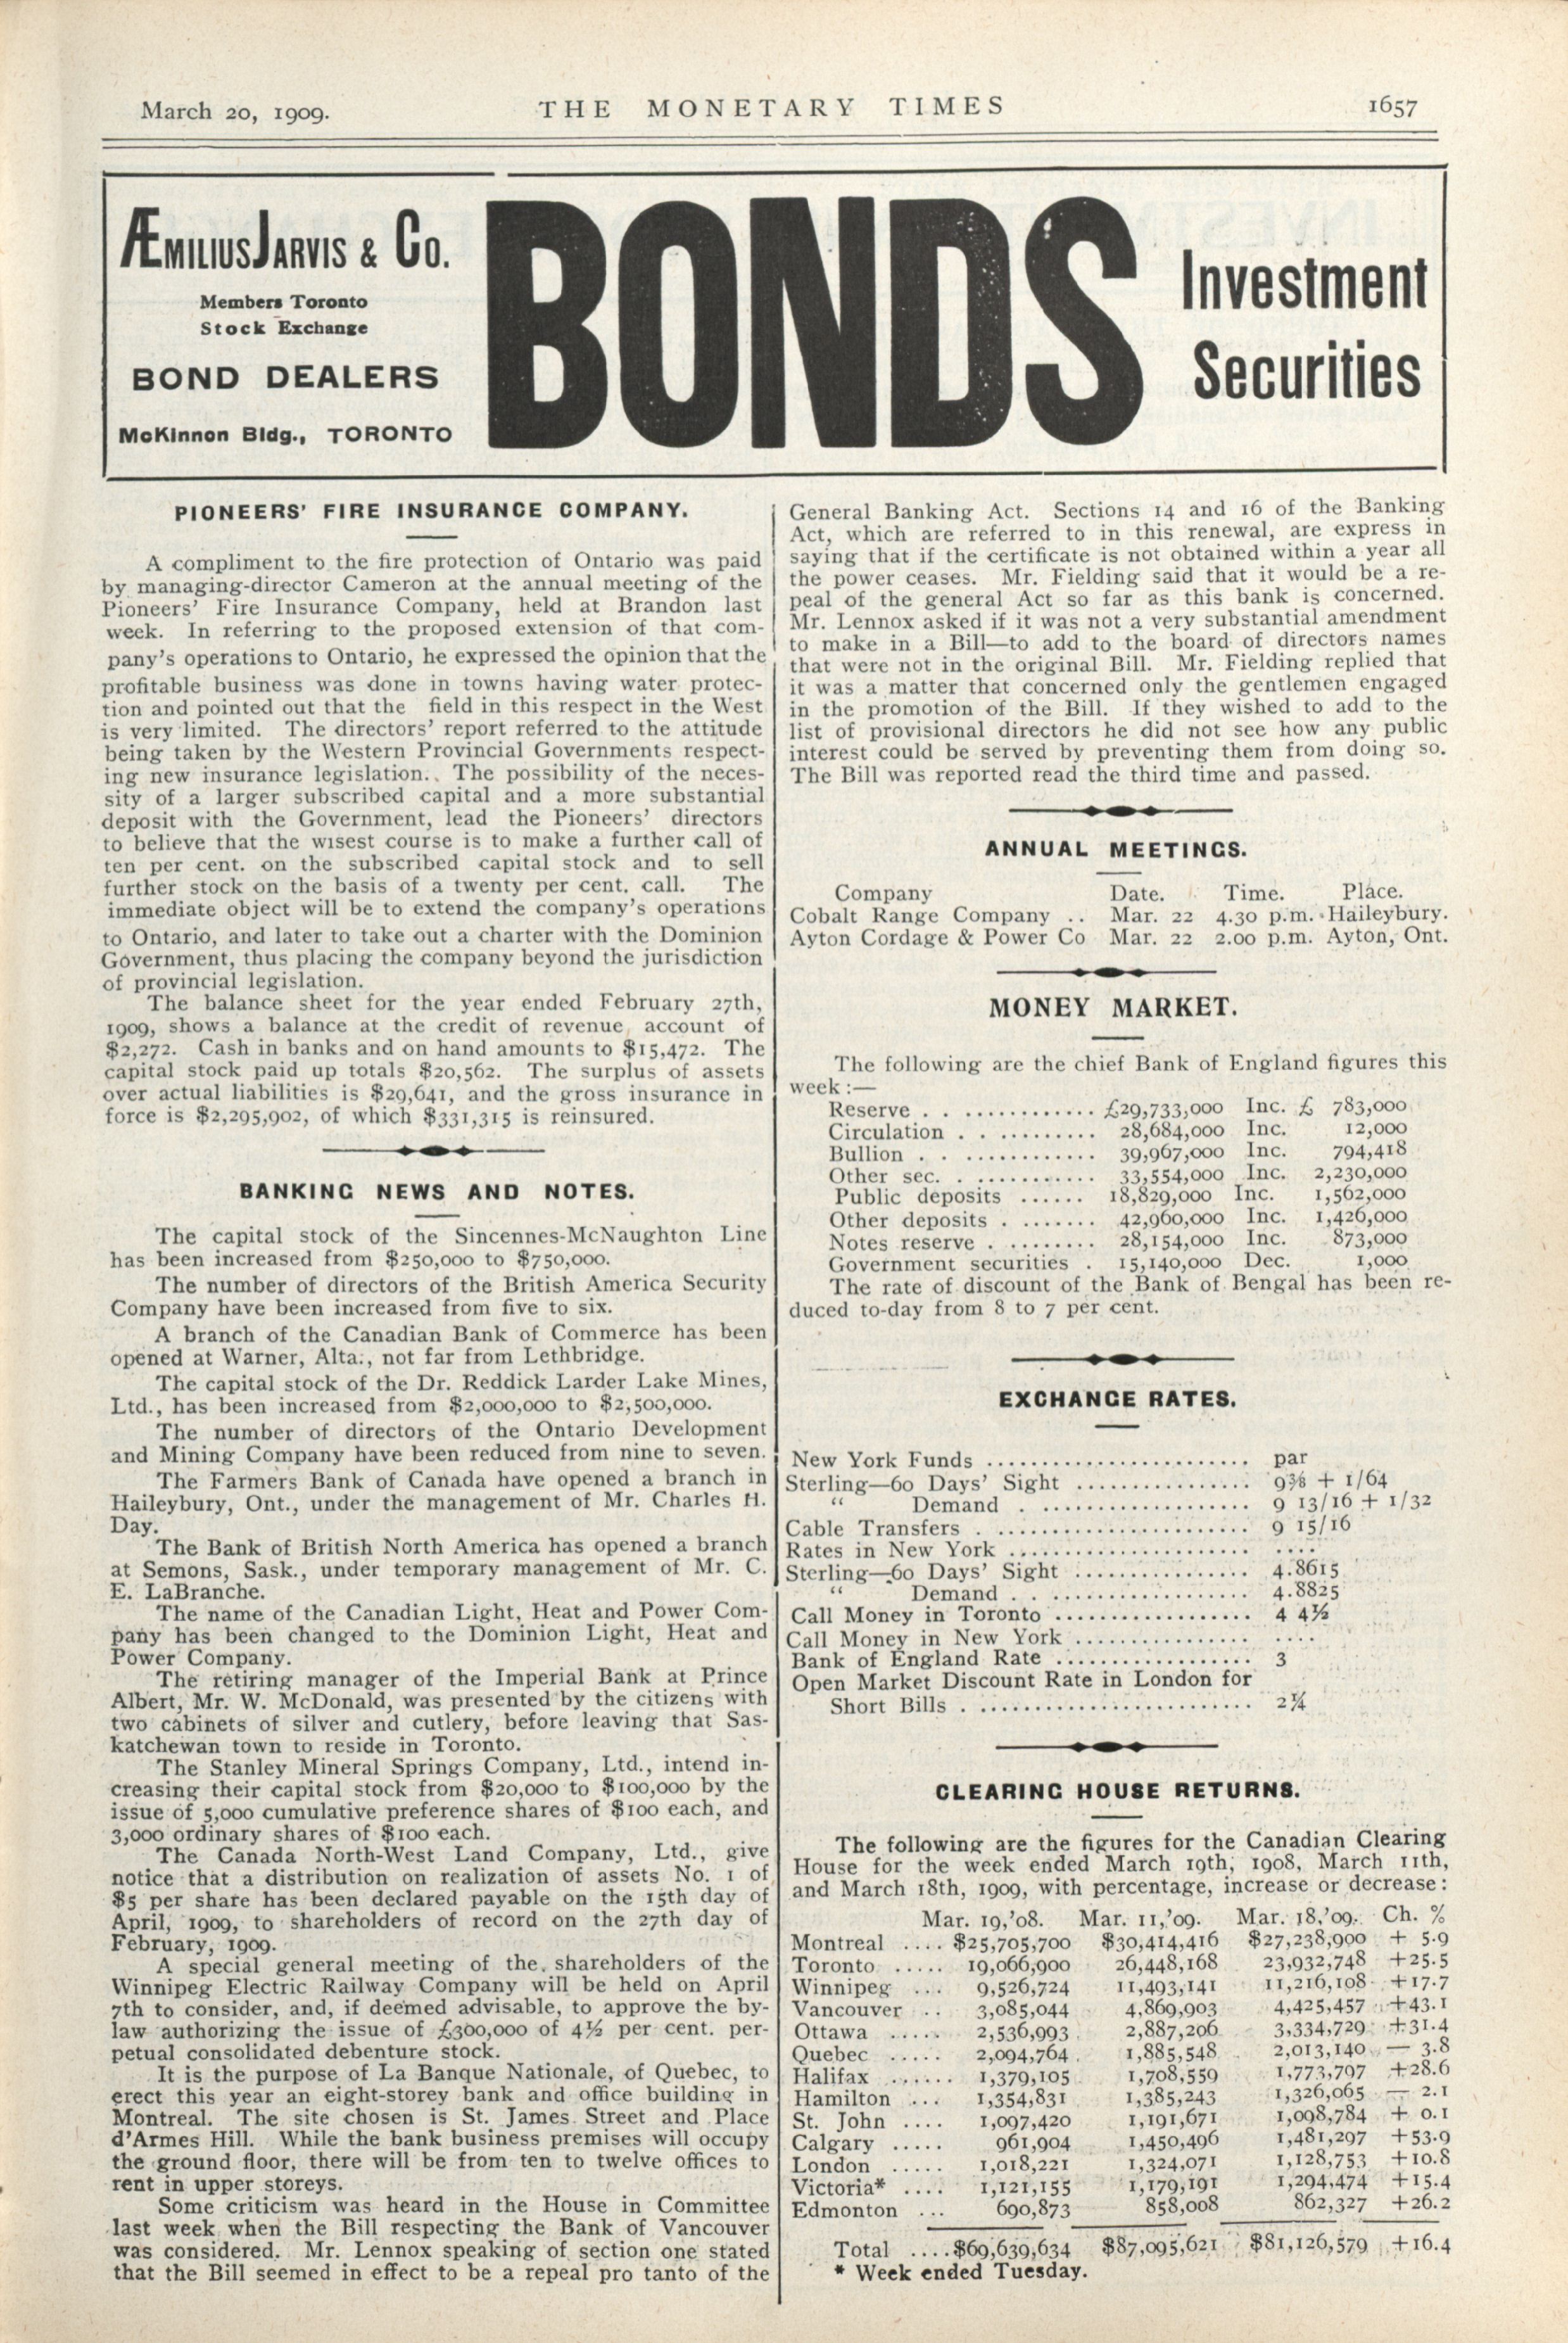 March 20, 1909.
THE MONETARY TIMES
1657
ÆMILIUS JARVIS & CO.
Members Toronto
Stock Exchange
BOND DEALERS
McKinnon Bldg., TORONTO
BONDS
Investment
Securities
PIONEERS' FIRE INSURANCE COMPANY.
A compliment to the fire protection of Ontario was paid
by managing-director Cameron at the annual meeting of the
Pioneers' Fire Insurance Company, held at Brandon last
week. In referring to the proposed extension of that com-
pany's operations to Ontario, he expressed the opinion that the
profitable business was done in towns having water protec-
tion and pointed out that the field in this respect in the West
is very limited. The directors' report referred to the attitude
being taken by the Western Provincial Governments respect-
ing new insurance legislation. The possibility of the neces-
sity of a larger subscribed capital and a more substantial
deposit with the Government, lead the Pioneers' directors
to believe that the wisest course is to make a further call of
ten per cent. on the subscribed capital stock and to sell
further stock on the basis of a twenty per cent. call. The
immediate object will be to extend the company's operations
to Ontario, and later to take out a charter with the Dominion
Government, thus placing the company beyond the jurisdiction
of provincial legislation.
The balance sheet for the year ended February 27th,
1909, shows a balance at the credit of revenue account of
$2,272. Cash in banks and on hand amounts to $15,472. The
capital stock paid up totals $20,562. The surplus of assets
over actual liabilities is $29,641, and the gross insurance in
force is $2,295,902, of which $331,315 is reinsured.
BANKING NEWS AND NOTES.
The capital stock of the Sincennes-McNaughton Line
has been increased from $250,000 to $750,000.
The number of directors of the British America Security
Company have been increased from five to six.
A branch of the Canadian Bank of Commerce has been
opened at Warner, Alta., not far from Lethbridge.
The capital stock of the Dr. Reddick Larder Lake Mines,
Ltd., has been increased from $2,000,000 to $2,500,000.
The number of directors of the Ontario Development
and Mining Company have been reduced from nine to seven.
The Farmers Bank of Canada have opened a branch in
Haileybury, Ont., under the management of Mr. Charles H.
Day.
The Bank of British North America has opened a branch
at Semons, Sask., under temporary management of Mr. C.
E. LaBranche.
The name of the Canadian Light, Heat and Power Com-
pany has been changed to the Dominion Light, Heat and
Power Company.
The retiring manager of the Imperial Bank at Prince
Albert, Mr. W. McDonald, was presented by the citizens with
two cabinets of silver and cutlery, before leaving that Sas-
katchewan town to reside in Toronto.
The Stanley Mineral Springs Company, Ltd., intend in-
creasing their capital stock from $20,000 to $100,000 by the
issue of 5,000 cumulative preference shares of $100 each, and
3,000 ordinary shares of $100 each.
The Canada North-West Land Company, Ltd., give
notice that a distribution on realization of assets No. 1 of
$5 per share has been declared payable on the 15th day of
April, 1909, to shareholders of record on the 27th day of
February, 1909.
A special general meeting of the shareholders of the
Winnipeg Electric Railway Company will be held on April
7th to consider, and, if deemed advisable, to approve the by-
law authorizing the issue of £300,000 of 4½ per cent. per-
petual consolidated debenture stock.
It is the purpose of La Banque Nationale, of Quebec, to
erect this year an eight-storey bank and office building in
Montreal. The site chosen is St. James Street and Place
d'Armes Hill. While the bank business premises will occupy
the ground floor, there will be from ten to twelve offices to
rent in upper storeys.
Some criticism was heard in the House in Committee
last week when the Bill respecting the Bank of Vancouver
was considered. Mr. Lennox speaking of section one stated
that the Bill seemed in effect to be a repeal pro tanto of the
General Banking Act. Sections 14 and 16 of the Banking
Act, which are referred to in this renewal, are express in
saying that if the certificate is not obtained within a year all
the power ceases. Mr. Fielding said that it would be a re-
peal of the general Act so far as this bank is concerned.
Mr. Lennox asked if it was not a very substantial amendment
to make in a Bill—to add to the board of directors names
that were not in the original Bill. Mr. Fielding replied that
it was a matter that concerned only the gentlemen engaged
in the promotion of the Bill. If they wished to add to the
list of provisional directors he did not see how any public
interest could be served by preventing them from doing so.
The Bill was reported read the third time and passed.
ANNUAL MEETINGS.
Company Date. Time. Place.
Cobalt Range Company .. Mar. 22 4.30 p.m. Haileybury.
Ayton Cordage & Power Co Mar. 22 2.00 p.m. Ayton, Ont.
MONEY MARKET.
The following are the chief Bank of England figures this
week:—
Reserve . . ............ £29,733,000 Inc. £ 783,000
Circulation . . ......... 28,684,000 Inc. 12,000
Bullion . . ............ 39,967,000 Inc. 794,418
Other sec. . ........... 33,554,000 Inc. 2,230,000
Public deposits ...... 18,829,000 Inc. 1,562,000
Other deposits . ....... 42,960,000 Inc. 1,426,000
Notes reserve . ........ 28,154,000 Inc. 873,000
Government securities . 15,140,000 Dec. 1,000
The rate of discount of the Bank of Bengal has been re-
duced to-day from 8 to 7 per cent.
EXCHANGE RATES.
New York Funds ........................ par
Sterling—60 Days' Sight ................ 9⅜ + 1/64
" Demand . ................... 9 13/16 + 1/32
Cable Transfers . ....................... 9 15/16
Rates in New York ...................... ....
Sterling—60 Days' Sight ................ 4.8615
" Demand . . .................. 4.8825
Call Money in Toronto .................. 4 4½
Call Money in New York ................ ....
Bank of England Rate .................. 3
Open Market Discount Rate in London for
Short Bills . ......................... 2¼
CLEARING HOUSE RETURNS.
The following are the figures for the Canadian Clearing
House for the week ended March 19th, 1908, March 11th,
and March 18th, 1909, with percentage, increase or decrease:
Mar. 19,'08. Mar. 11,'09. Mar. 18,'09. Ch. %
Montreal .... $25,705,700 $30,414,416 $27,238,900 + 5.9
Toronto ..... 19,066,900 26,448,168 23,932,748 +25.5
Winnipeg ... 9,526,724 11,493,141 11,216,108 +17.7
Vancouver .. 3,085,044 4,869,903 4,425,457 +43.1
Ottawa ..... 2,536,993 2,887,206 3,334,729 +31.4
Quebec ..... 2,094,764 1,885,548 2,013,140 — 3.8
Halifax ...... 1,379,105 1,708,559 1,773,797 +28.6
Hamilton ... 1,354,831 1,385,243 1,326,065 — 2.1
St. John .... 1,097,420 1,191,671 1,098,784 + 0.1
Calgary ..... 961,904 1,450,496 1,481,297 +53.9
London ..... 1,018,221 1,324,071 1,128,753 +10.8
Victoria* .... 1,121,155 1,179,191 1,294,474 +15.4
Edmonton ... 690,873 858,008 862,327 +26.2
Total ....$69,639,634 $87,095,621 $81,126,579 +16.4
* Week ended Tuesday.